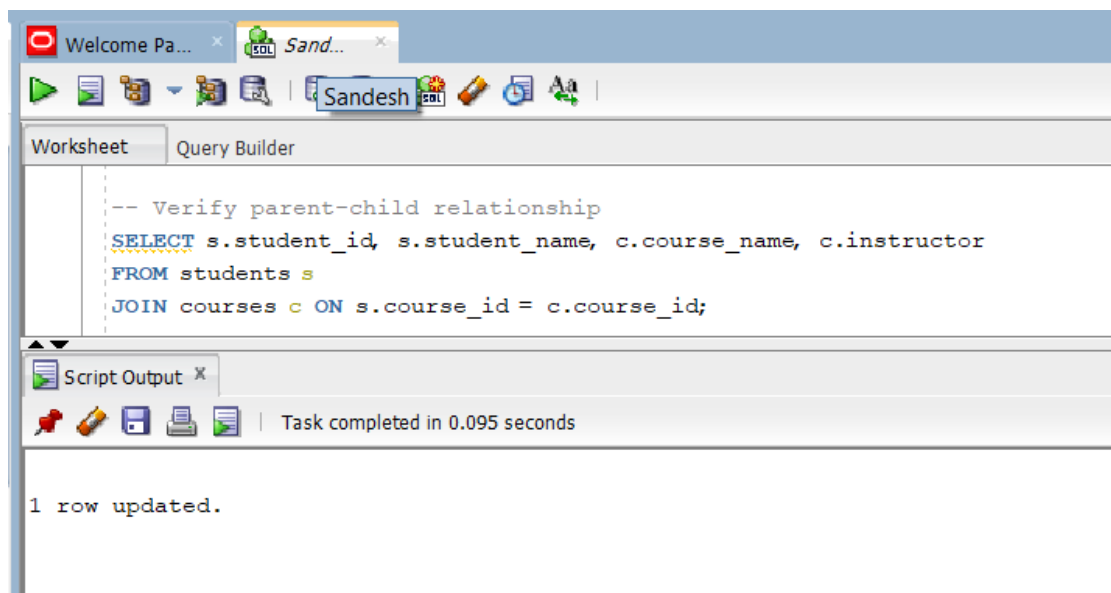 Welcome Pa...
Sand...
Sandesh
Worksheet
Query Builder
-- Verify parent-child relationship
SELECT s.student_id, s.student_name, c.course_name, c.instructor
FROM students s
JOIN courses c ON s.course_id = c.course_id;
Script Output
Task completed in 0.095 seconds
1 row updated.